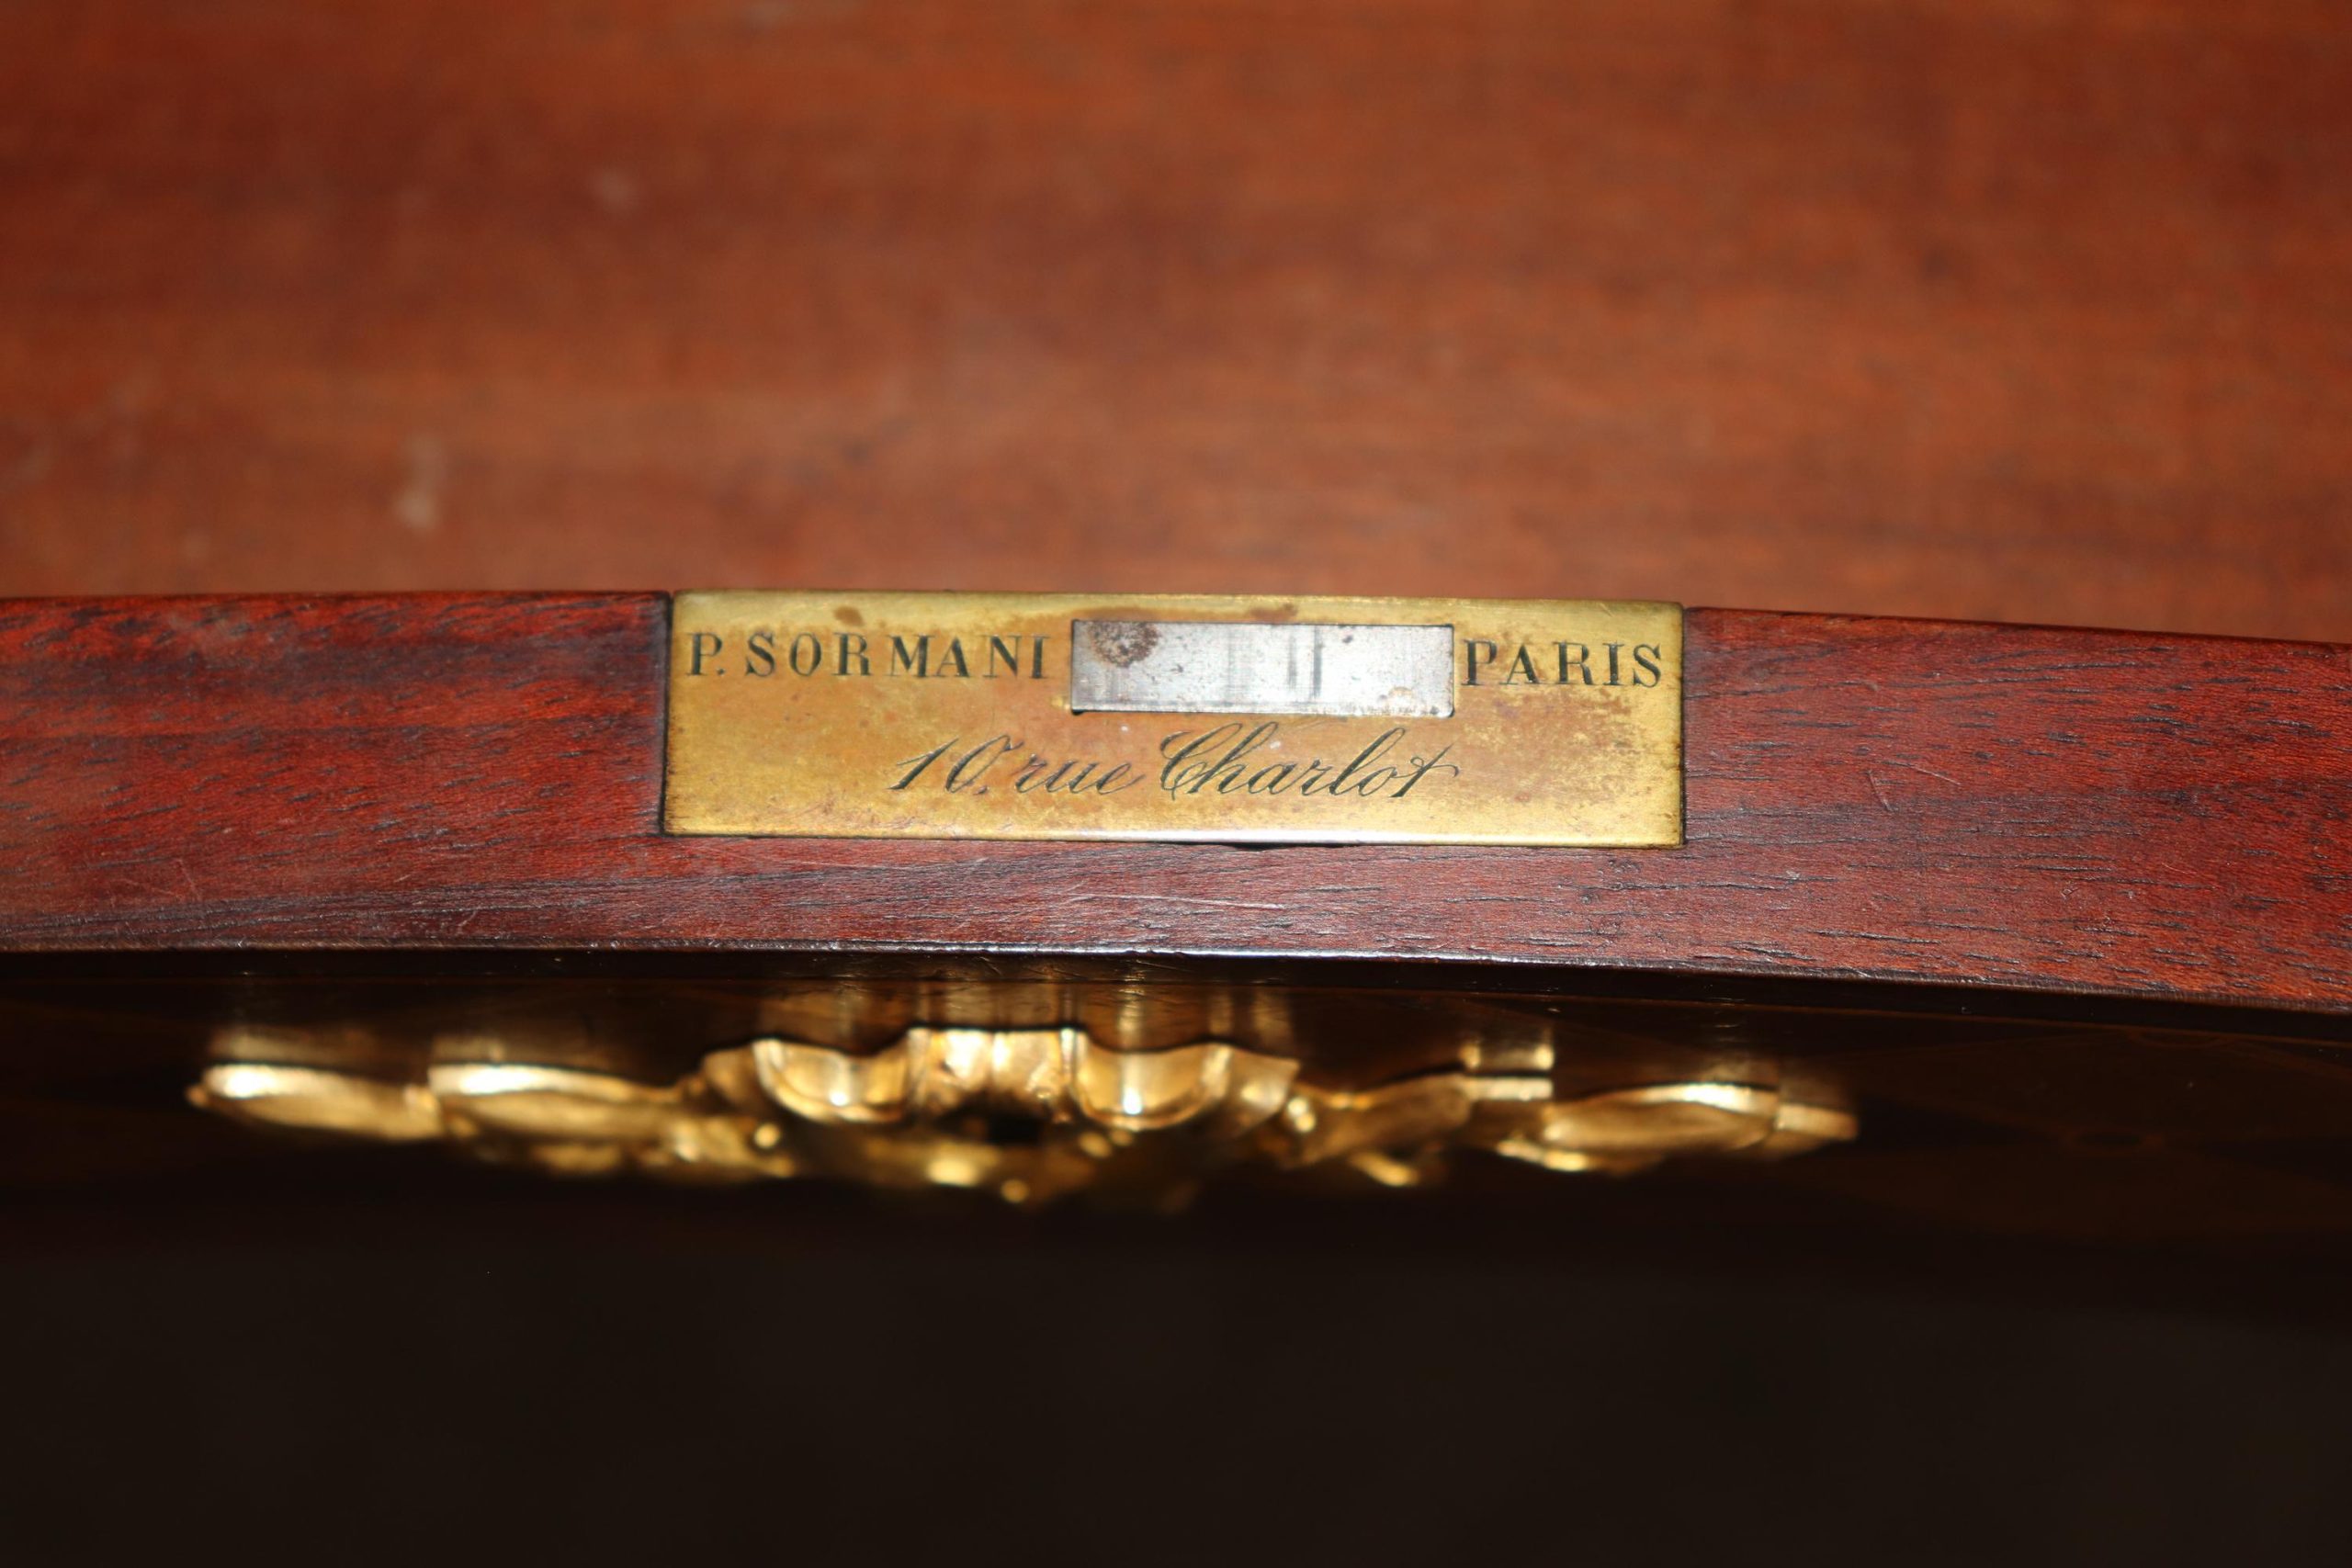 P. SORMANI PARIS
10, rue Charlot